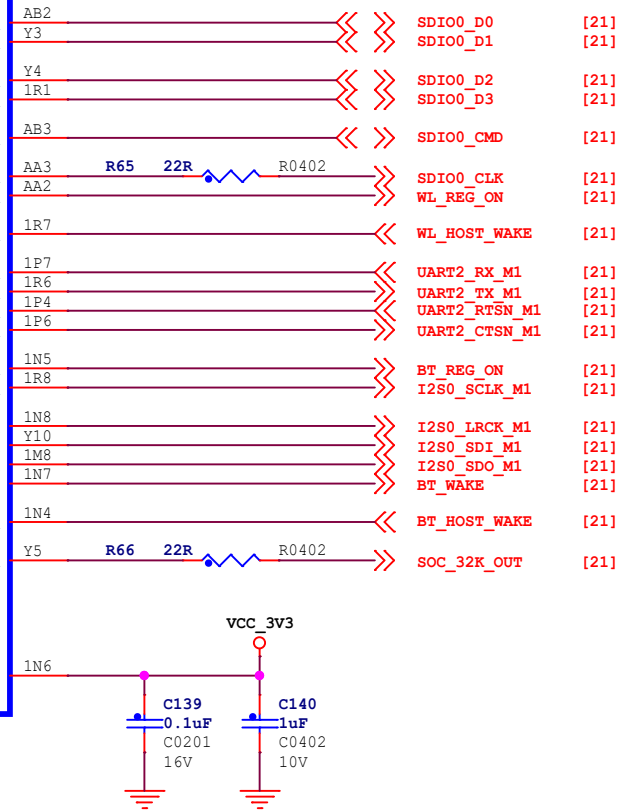 AB2 SDIO0_D0 [21]
Y3 SDIO0_D1 [21]
Y4 SDIO0_D2 [21]
1R1 SDIO0_D3 [21]
AB3 SDIO0_CMD [21]
AA3 R65 22R R0402 SDIO0_CLK [21]
AA2 WL_REG_ON [21]
1R7 WL_HOST_WAKE [21]
1P7 UART2_RX_M1 [21]
1R6 UART2_TX_M1 [21]
1P4 UART2_RTSN_M1 [21]
1P6 UART2_CTSN_M1 [21]
1N5 BT_REG_ON [21]
1R8 I2S0_SCLK_M1 [21]
1N8 I2S0_LRCK_M1 [21]
Y10 I2S0_SDI_M1 [21]
1M8 I2S0_SDO_M1 [21]
1N7 BT_WAKE [21]
1N4 BT_HOST_WAKE [21]
Y5 R66 22R R0402 SOC_32K_OUT [21]
VCC_3V3
1N6
C139 C140
0.1uF 1uF
C0201 C0402
16V 10V